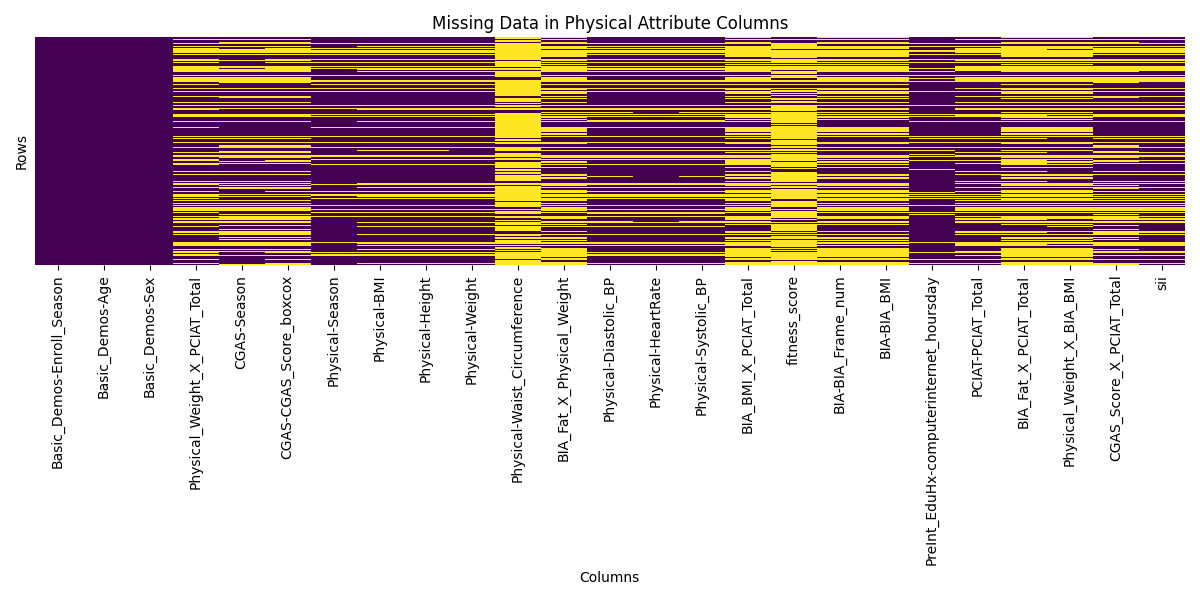 Missing Data in Physical Attribute Columns
Rows
Basic_Demos-Enroll_Season
Basic_Demos-Age
Basic_Demos-Sex
Physical_Weight_X_PCIAT_Total
CGAS-Season
CGAS-CGAS_Score_boxcox
Physical-Season
Physical-BMI
Physical-Height
Physical-Weight
Physical-Waist_Circumference
BIA_Fat_X_Physical_Weight
Physical-Diastolic_BP
Physical-HeartRate
Physical-Systolic_BP
BIA_BMI_X_PCIAT_Total
fitness_score
BIA-BIA_Frame_num
BIA-BIA_BMI
PreInt_EduHx-computerinternet_hoursday
PCIAT-PCIAT_Total
BIA_Fat_X_PCIAT_Total
Physical_Weight_X_BIA_BMI
CGAS_Score_X_PCIAT_Total
sii
Columns